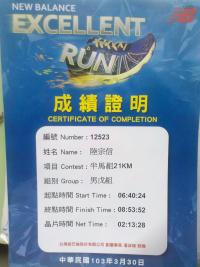 NEW BALANCE
EXCELLENT
RUN
成績證明
CERTIFICATE OF COMPLETION
編號 Number : 12523
姓名 Name : 陸宗信
項目 Contest : 半馬組21KM
組別 Group : 男戊組
起點時間 Start Time : 06:40:24
終點時間 Finish Time : 08:53:52
晶片時間 Net Time : 02:13:28
中華民國103年3月30日